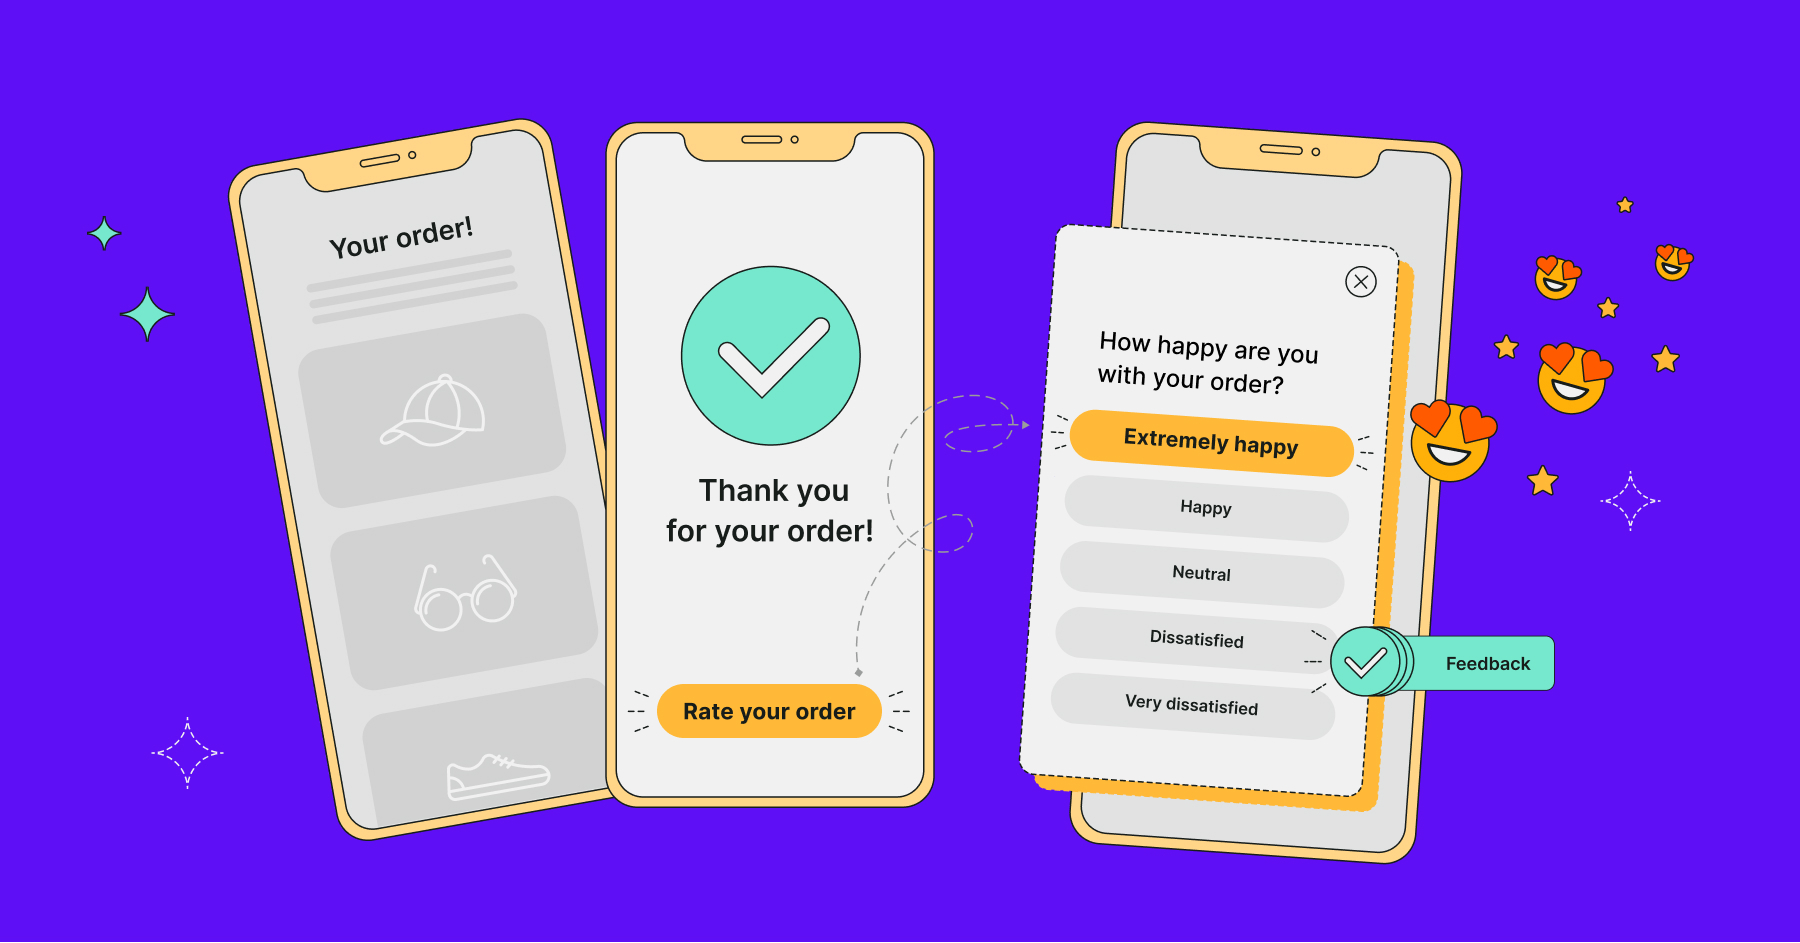 Your order!
Thank you
for your order!
Rate your order
How happy are you
with your order?
Extremely happy
Happy
Neutral
Dissatisfied
Very dissatisfied
Feedback